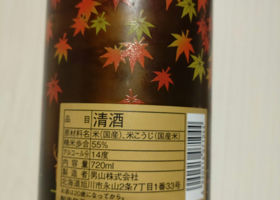 品目 清酒
原材料名 米(国産)、米こうじ(国産米)
精米歩合 55%
アルコール分 14度
内容量 720ml
製造者 男山株式会社
北海道旭川市永山2条7丁目1番33号